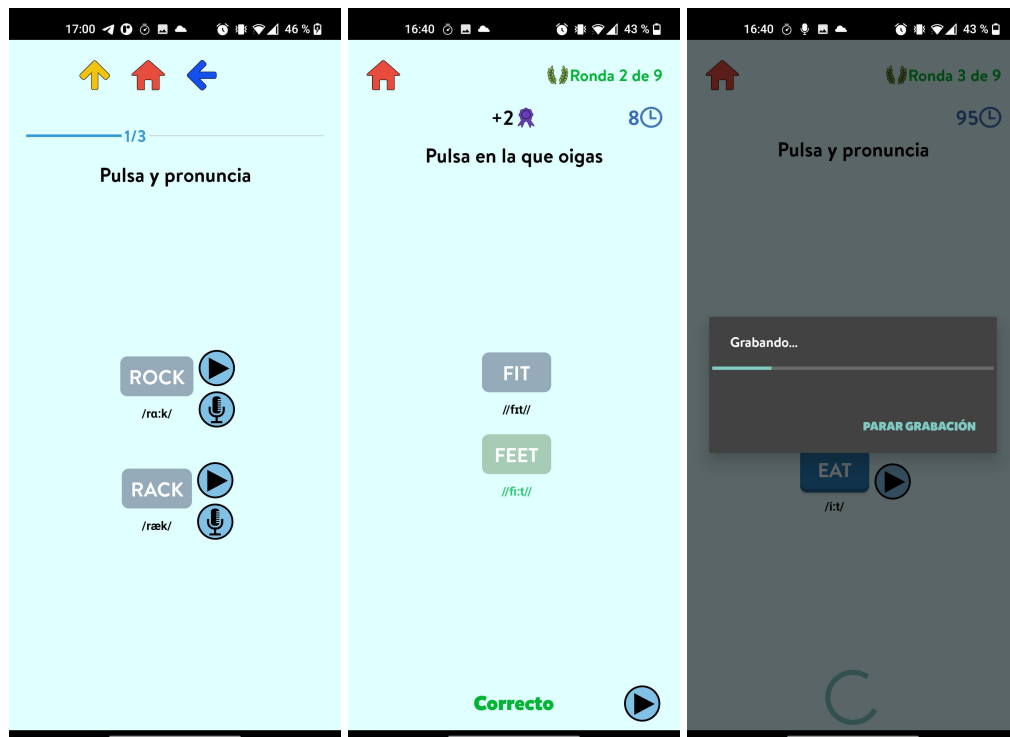 17:00 46 %
1/3
Pulsa y pronuncia
ROCK
/rɑːk/
RACK
/ræk/
16:40 43 %
Ronda 2 de 9
+2 8
Pulsa en la que oigas
FIT
//fɪt//
FEET
//fiːt//
Correcto
16:40 43 %
Ronda 3 de 9
95
Pulsa y pronuncia
Grabando...
PARAR GRABACIÓN
EAT
/iːt/